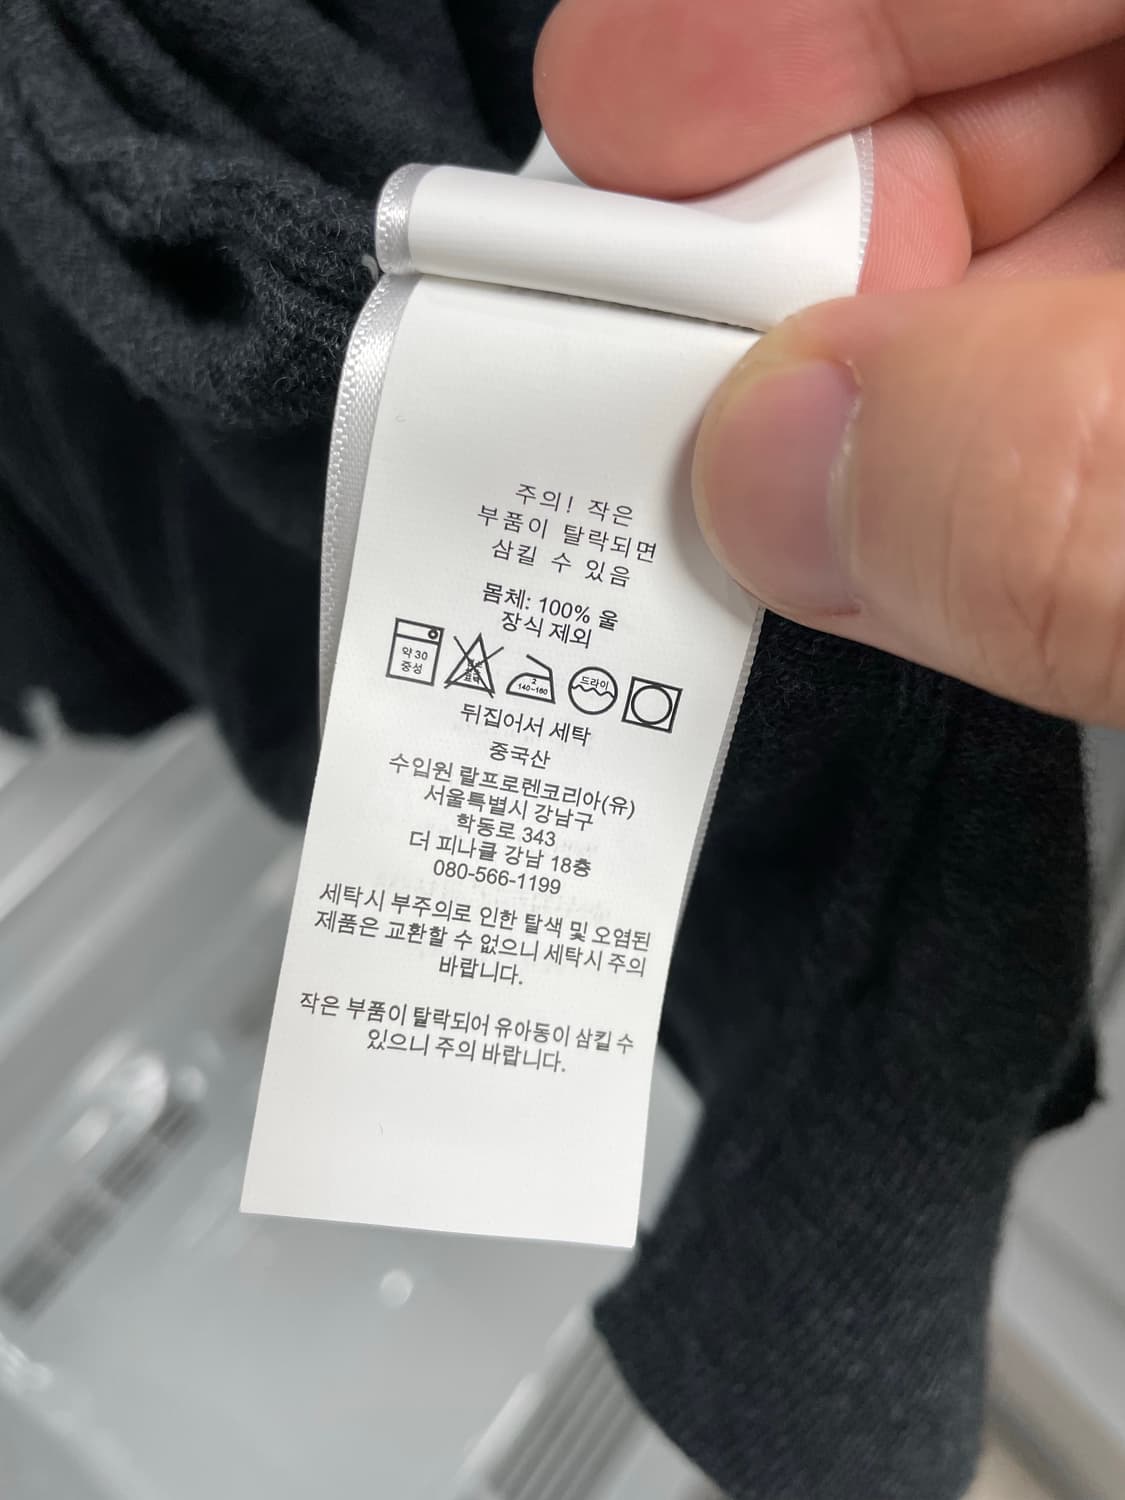 주의! 작은
부품이 탈락되면
삼킬 수 있음
몸체: 100% 울
장식 제외
약 30
중성
2
140~160
드라이
뒤집어서 세탁
중국산
수입원 랄프로렌코리아(유)
서울특별시 강남구
학동로 343
더 피나클 강남 18층
080-566-1199
세탁시 부주의로 인한 탈색 및 오염된
제품은 교환할 수 없으니 세탁시 주의
바랍니다.
작은 부품이 탈락되어 유아동이 삼킬 수
있으니 주의 바랍니다.